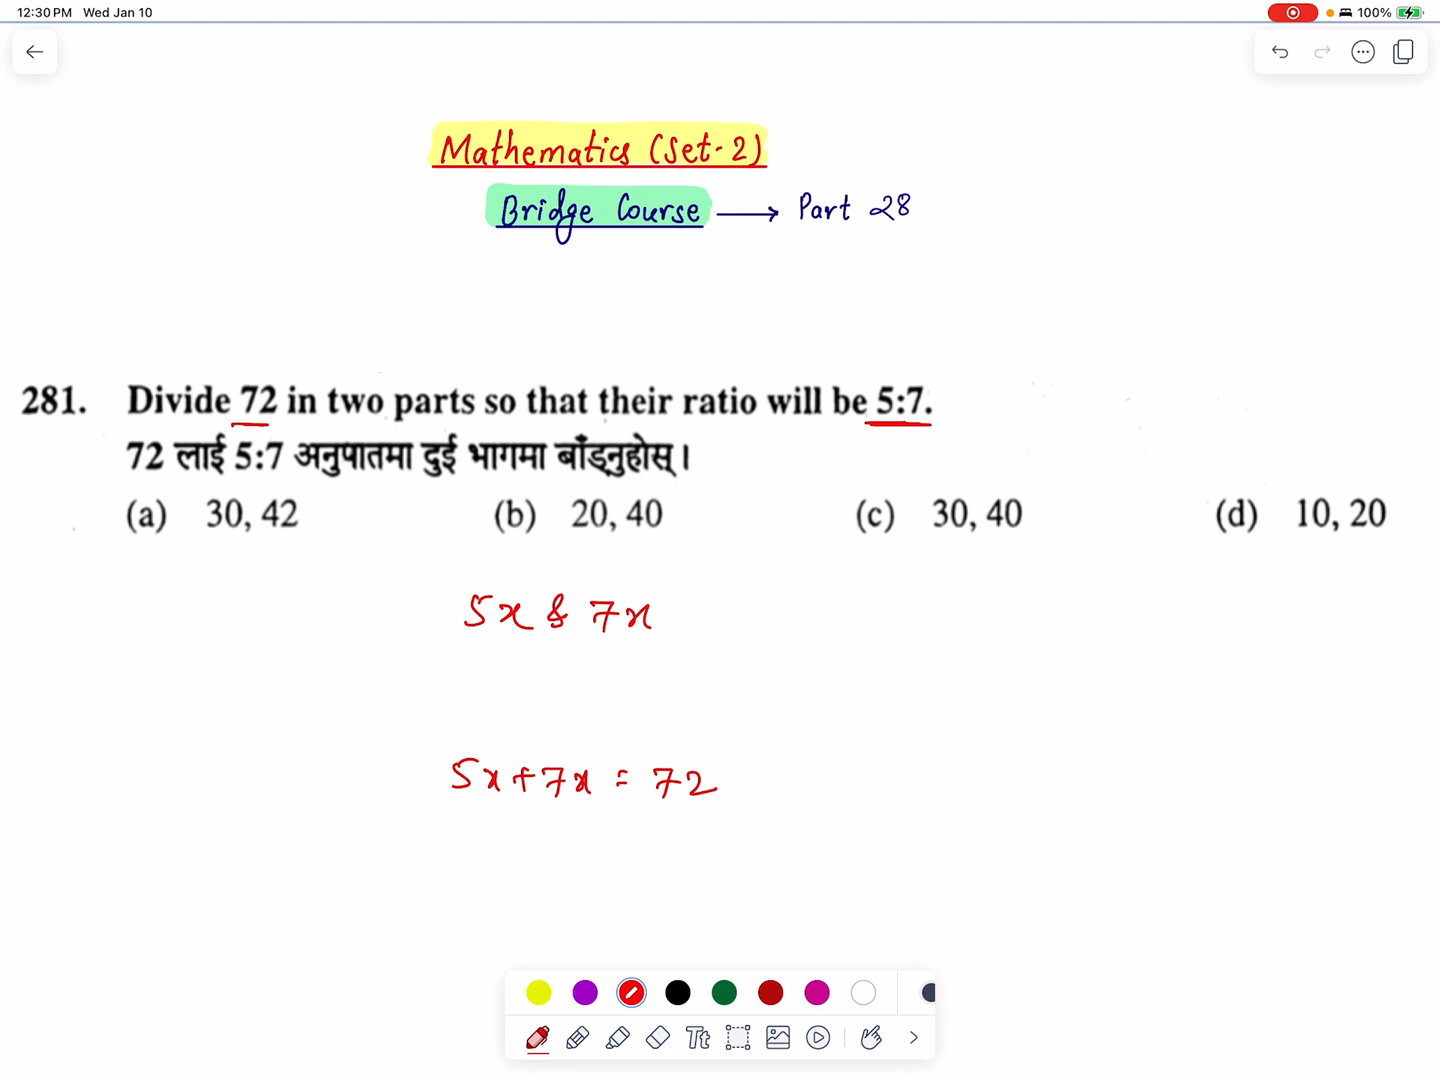 12:30 PM Wed Jan 10 100%
Mathematics (Set-2)
Bridge Course → Part 28
281. Divide 72 in two parts so that their ratio will be 5:7.
72 लाई 5:7 अनुपातमा दुई भागमा बाँड्नुहोस्।
(a) 30, 42 (b) 20, 40 (c) 30, 40 (d) 10, 20
5x & 7x
5x+7x = 72
Tt